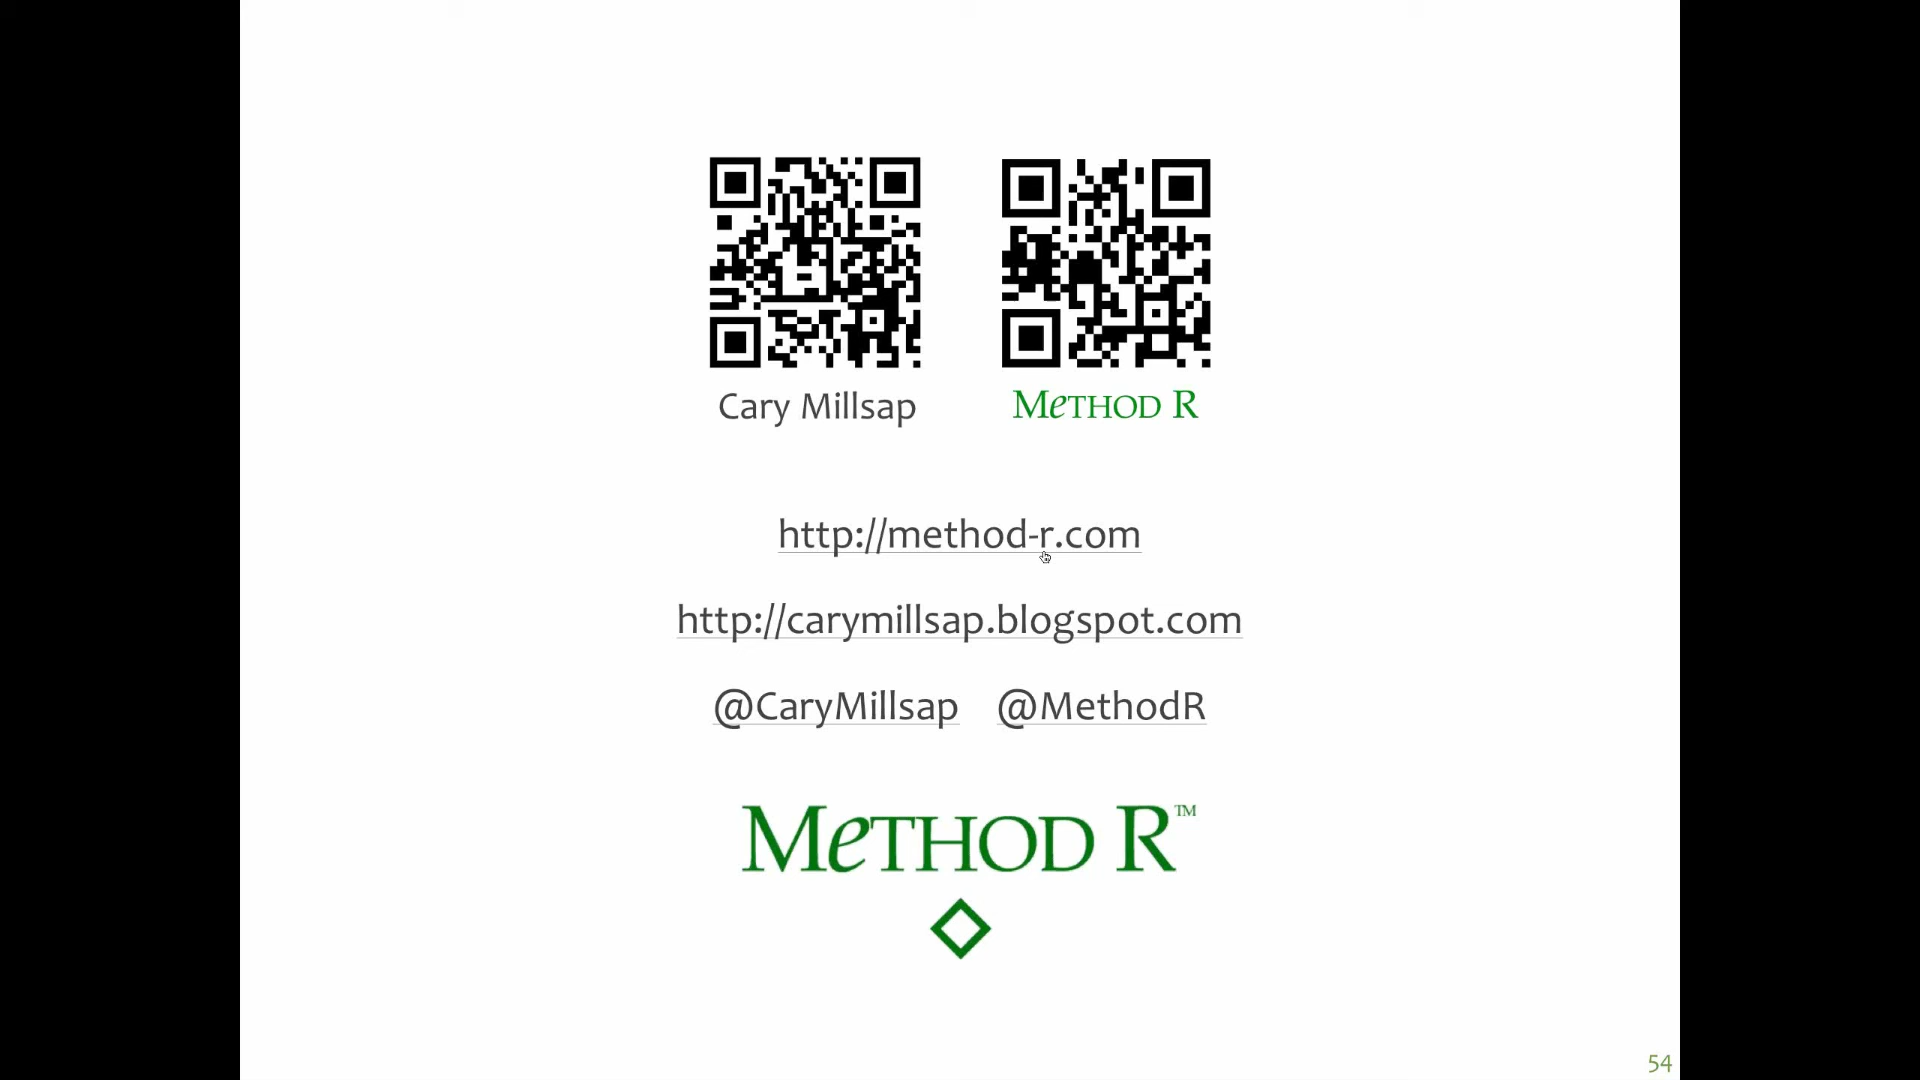 Cary Millsap
METHOD R
http://method-r.com
http://carymillsap.blogspot.com
@CaryMillsap @MethodR
METHOD R™
54